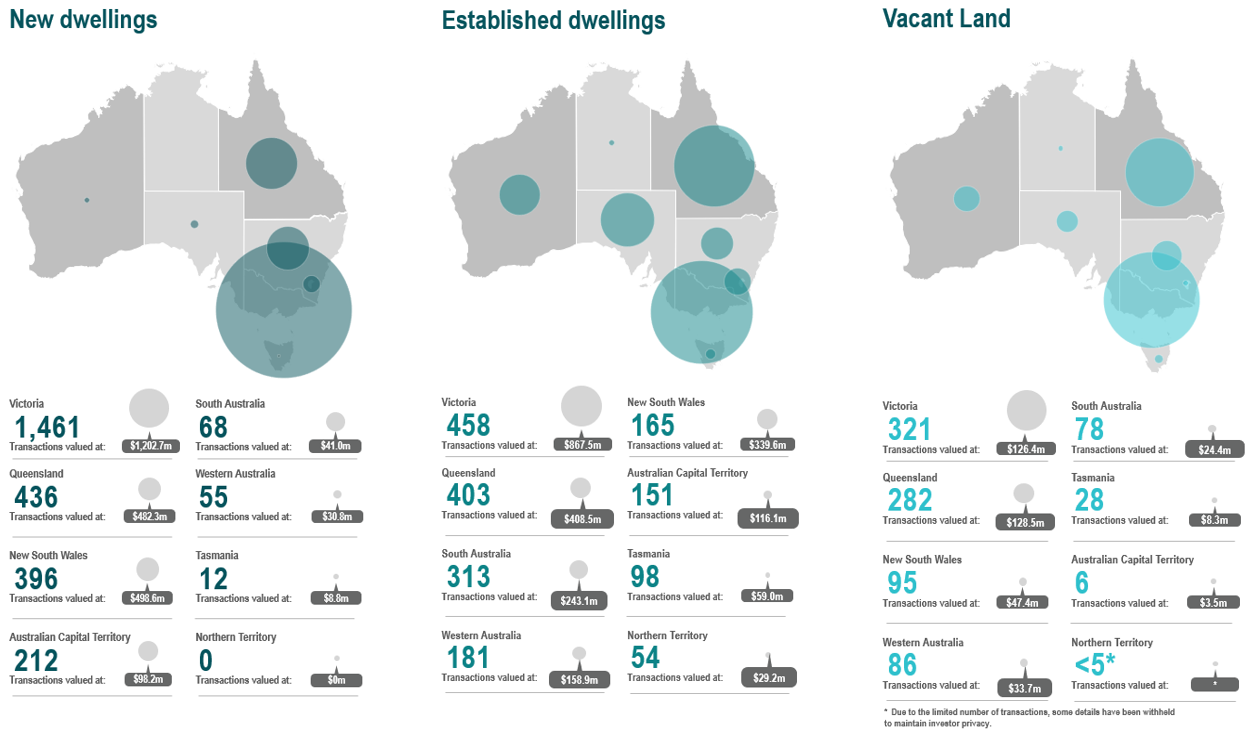 New dwellings
Victoria
1,461
Transactions valued at:
$1,202.7m
South Australia
68
Transactions valued at:
$41.0m
Queensland
436
Transactions valued at:
$482.3m
Western Australia
55
Transactions valued at:
$30.8m
New South Wales
396
Transactions valued at:
$498.6m
Tasmania
12
Transactions valued at:
$8.8m
Australian Capital Territory
212
Transactions valued at:
$98.2m
Northern Territory
0
Transactions valued at:
$0m
Established dwellings
Victoria
458
Transactions valued at:
$867.5m
New South Wales
165
Transactions valued at:
$339.6m
Queensland
403
Transactions valued at:
$408.5m
Australian Capital Territory
151
Transactions valued at:
$116.1m
South Australia
313
Transactions valued at:
$243.1m
Tasmania
98
Transactions valued at:
$59.0m
Western Australia
181
Transactions valued at:
$158.9m
Northern Territory
54
Transactions valued at:
$29.2m
Vacant Land
Victoria
321
Transactions valued at:
$126.4m
South Australia
78
Transactions valued at:
$24.4m
Queensland
282
Transactions valued at:
$128.5m
Tasmania
28
Transactions valued at:
$8.3m
New South Wales
95
Transactions valued at:
$47.4m
Australian Capital Territory
6
Transactions valued at:
$3.5m
Western Australia
86
Transactions valued at:
$33.7m
Northern Territory
<5*
Transactions valued at:
*
* Due to the limited number of transactions, some details have been withheld
to maintain investor privacy.